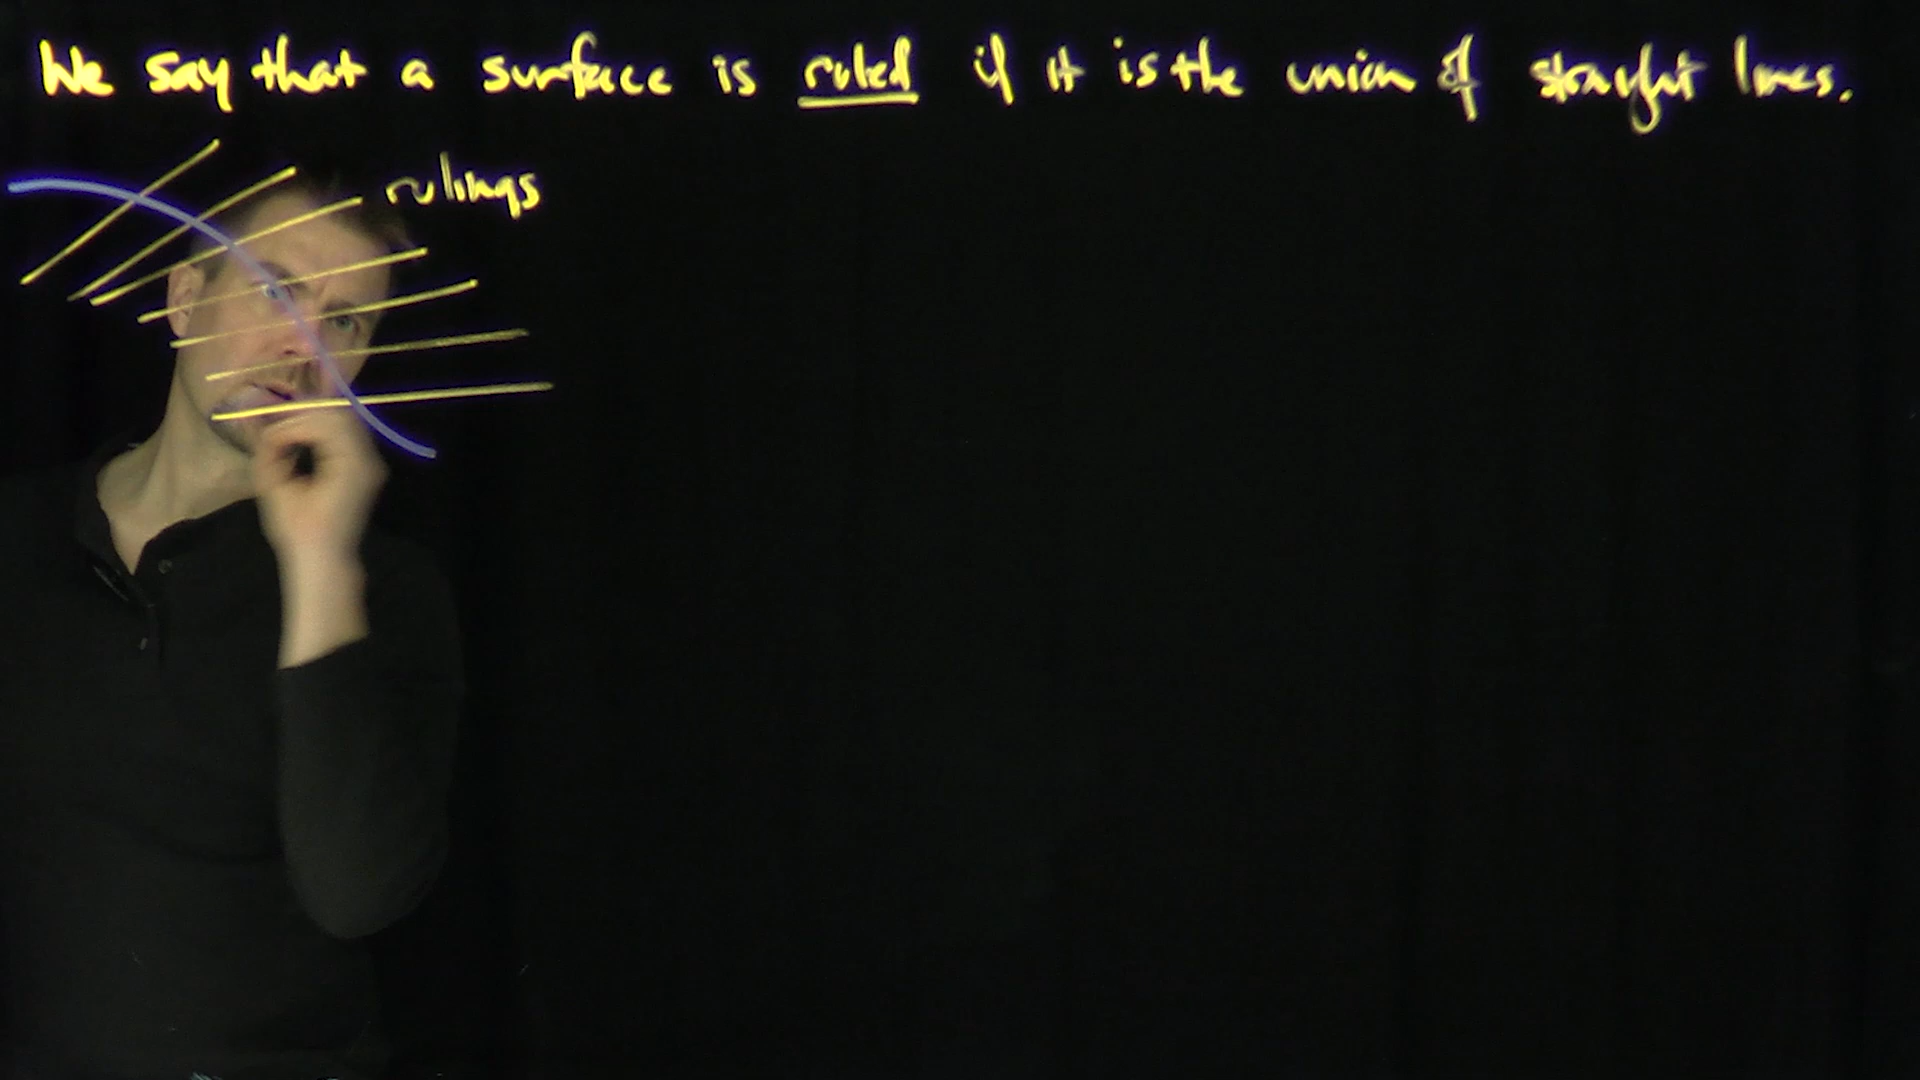 We say that a surface is ruled if it is the union of straight lines.
rulings